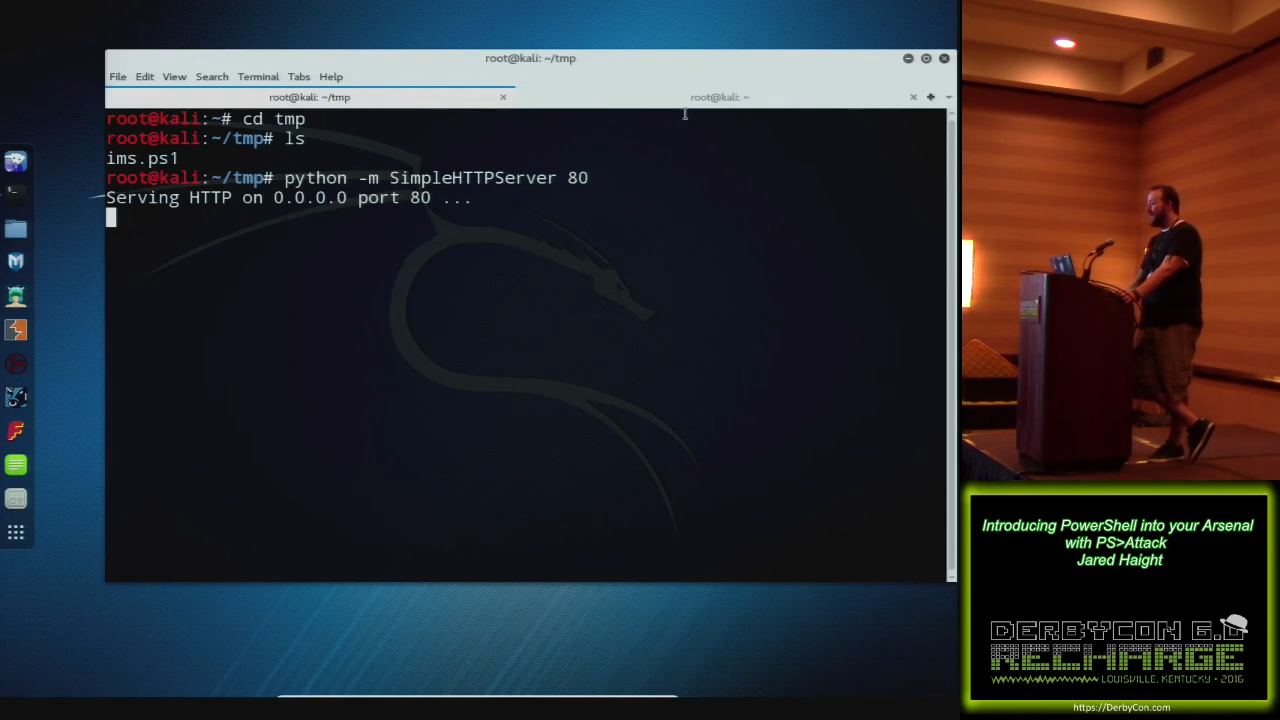 root@kali: ~/tmp
File Edit View Search Terminal Tabs Help
root@kali: ~/tmp
root@kali: ~
root@kali:~# cd tmp
root@kali:~/tmp# ls
ims.ps1
root@kali:~/tmp# python -m SimpleHTTPServer 80
Serving HTTP on 0.0.0.0 port 80 ...
Introducing PowerShell into your Arsenal
with PS>Attack
Jared Haight
DERBYCON 6.0
RECHARGE
LOUISVILLE, KENTUCKY • 2016
https://DerbyCon.com